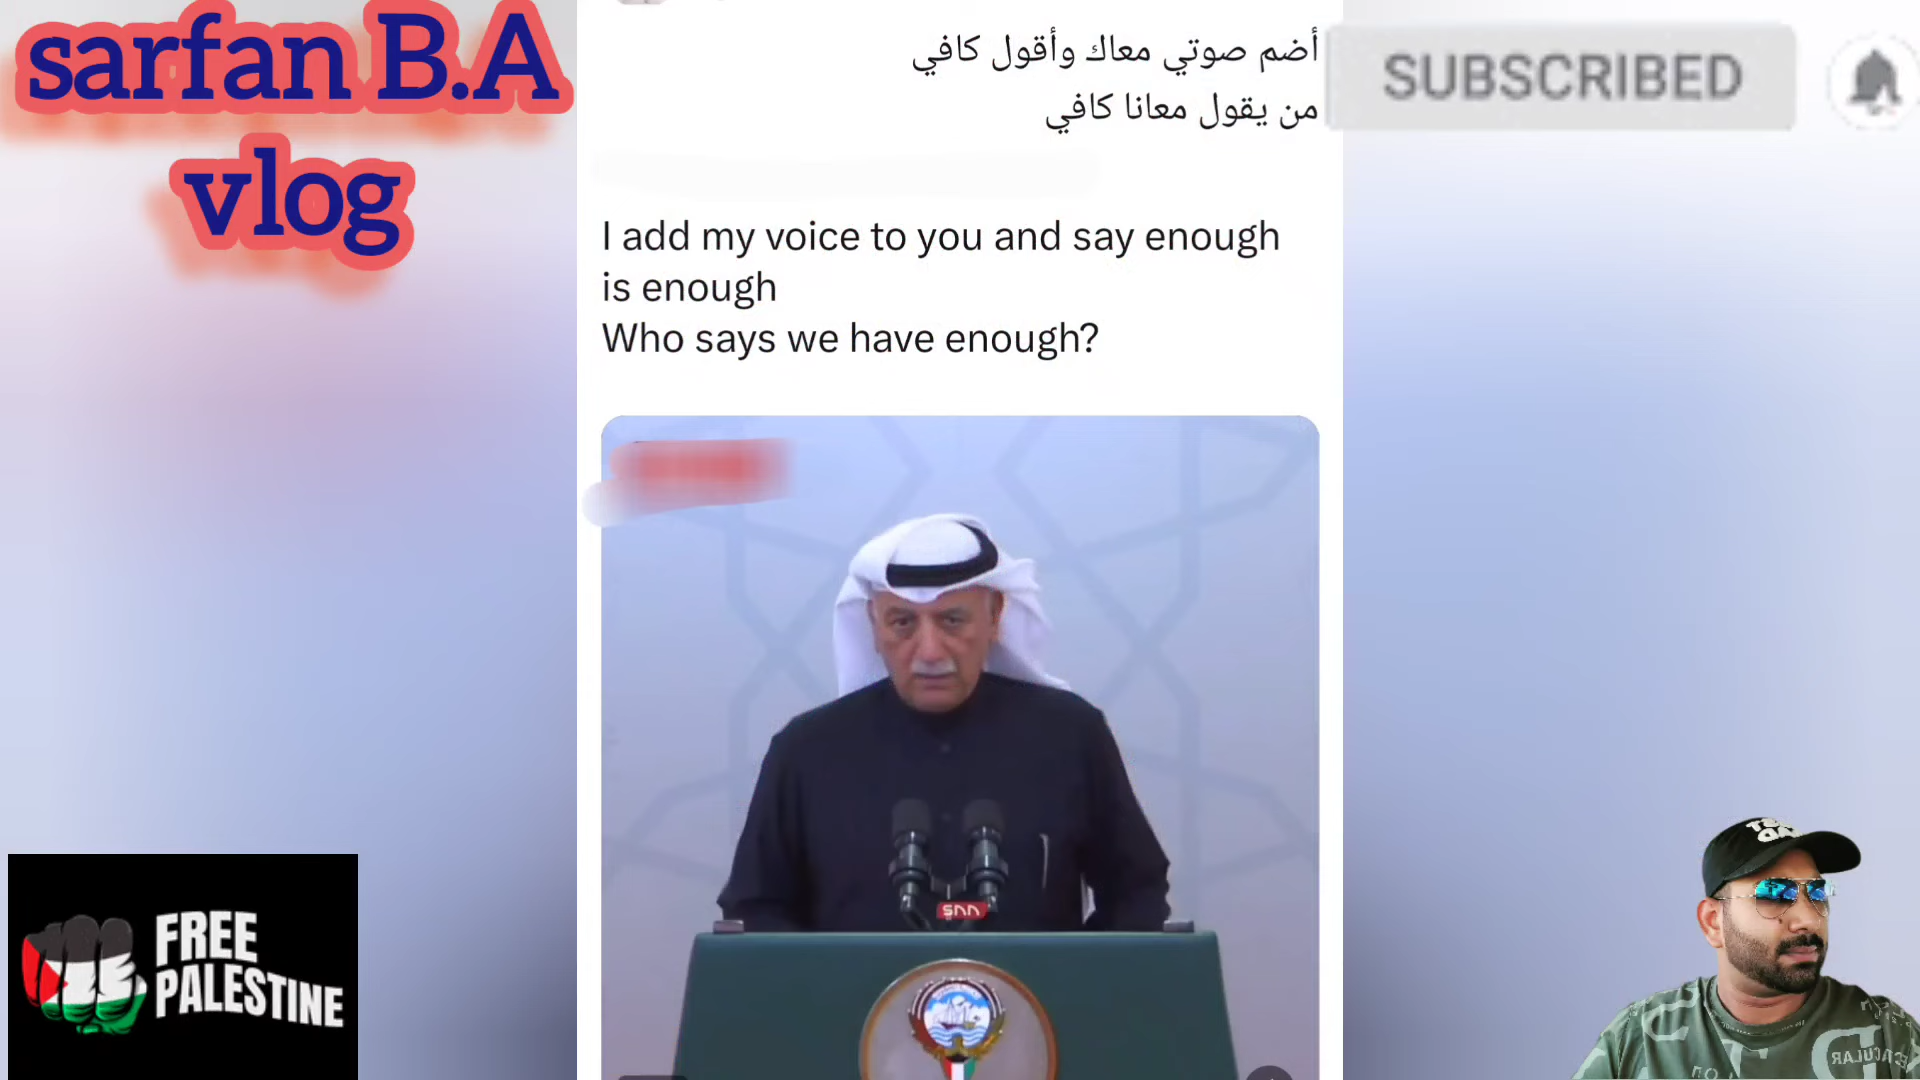 sarfan B.A
vlog
أضم صوتي معاك وأقول كافي
من يقول معانا كافي
SUBSCRIBED
I add my voice to you and say enough
is enough
Who says we have enough?
FREE
PALESTINE